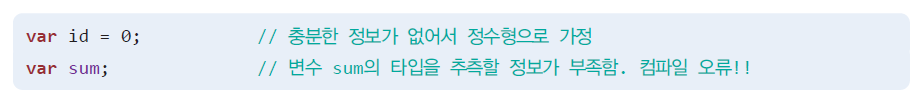 var id = 0; // 충분한 정보가 없어서 정수형으로 가정
var sum; // 변수 sum의 타입을 추측할 정보가 부족함. 컴파일 오류!!